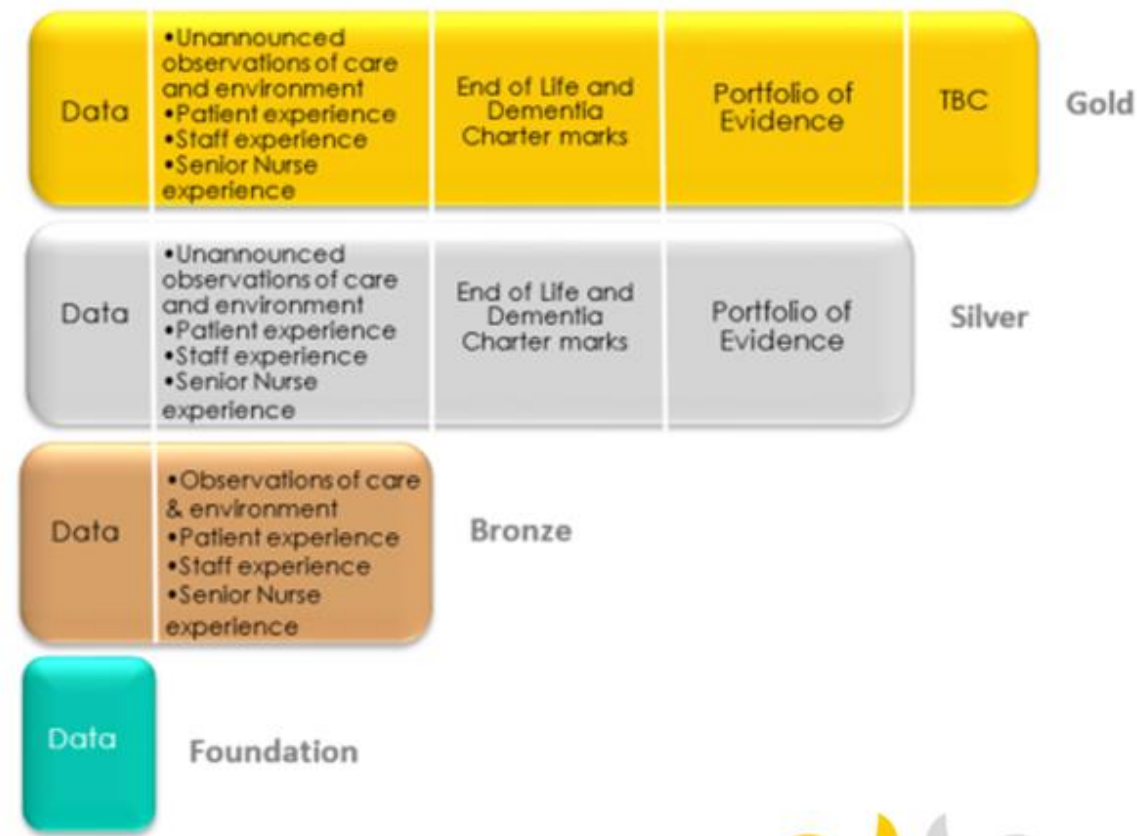 Data
•Unannounced
observations of care
and environment
•Patient experience
•Staff experience
•Senior Nurse
experience
End of Life and
Dementia
Charter marks
Portfolio of
Evidence
TBC
Gold
Data
•Unannounced
observations of care
and environment
•Patient experience
•Staff experience
•Senior Nurse
experience
End of Life and
Dementia
Charter marks
Portfolio of
Evidence
Silver
Data
•Observations of care
& environment
•Patient experience
•Staff experience
•Senior Nurse
experience
Bronze
Data
Foundation